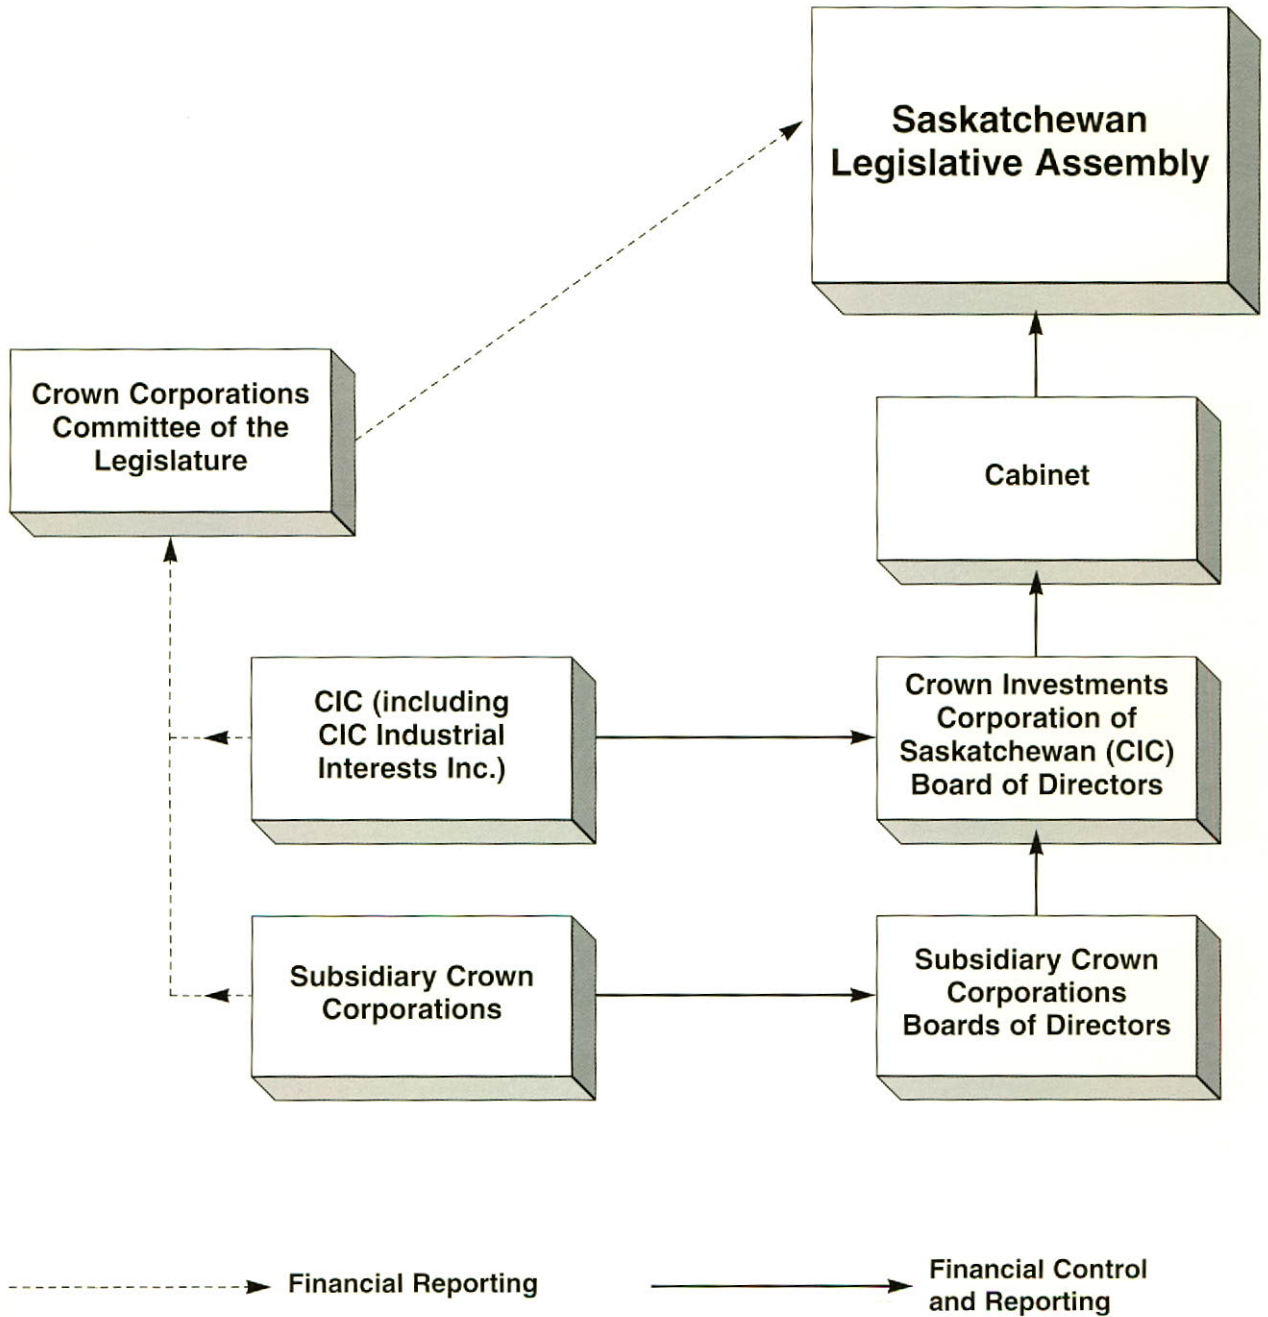 Saskatchewan
Legislative Assembly
Crown Corporations
Committee of the
Legislature
Cabinet
CIC (including
CIC Industrial
Interests Inc.)
Crown Investments
Corporation of
Saskatchewan (CIC)
Board of Directors
Subsidiary Crown
Corporations
Subsidiary Crown
Corporations
Boards of Directors
Financial Reporting
Financial Control
and Reporting